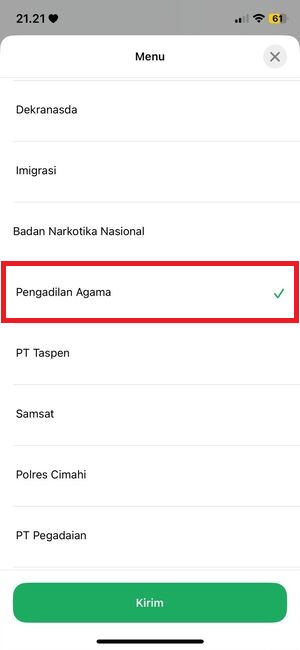 21.21
61
Menu
Dekranasda
Imigrasi
Badan Narkotika Nasional
Pengadilan Agama
PT Taspen
Samsat
Polres Cimahi
PT Pegadaian
Kirim